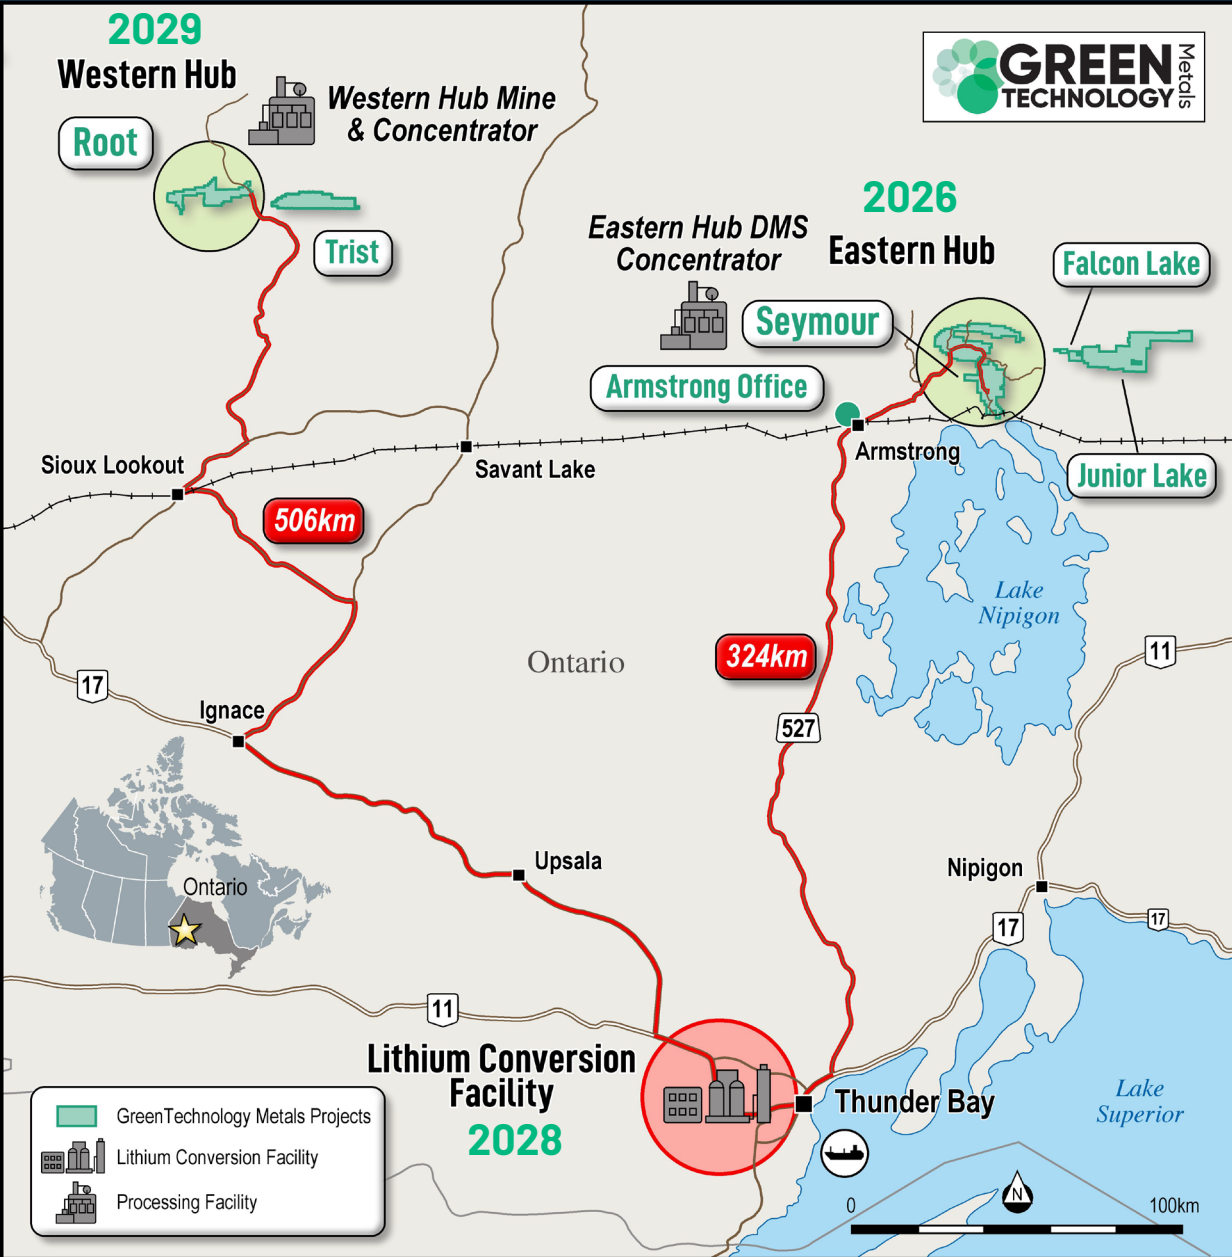 2029
Western Hub
Western Hub Mine
& Concentrator
Root
Trist
GREEN
TECHNOLOGY
Metals
2026
Eastern Hub
Eastern Hub DMS
Concentrator
Falcon Lake
Seymour
Armstrong Office
Armstrong
Junior Lake
Sioux Lookout
Savant Lake
506km
Lake
Nipigon
Ontario
324km
11
17
Ignace
527
Upsala
Nipigon
Ontario
17
17
11
Lithium Conversion
Facility
2028
Thunder Bay
Lake
Superior
GreenTechnology Metals Projects
Lithium Conversion Facility
Processing Facility
N
0
100km